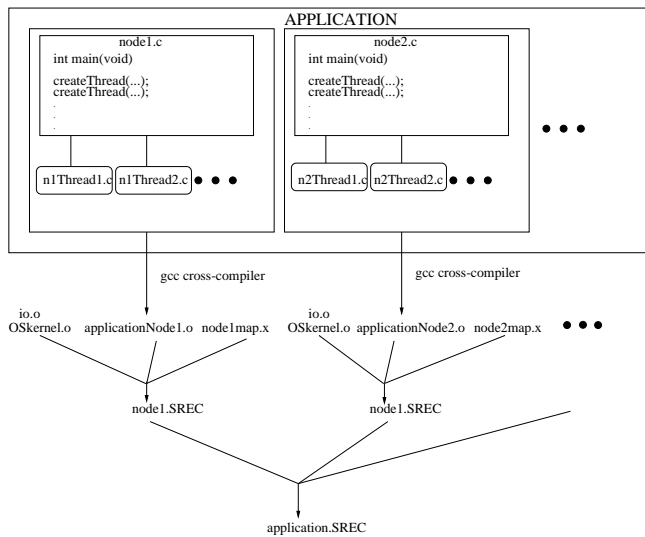 APPLICATION
node1.c
int main(void)
createThread(...);
createThread(...);
.
.
.
n1Thread1.c
n1Thread2.c
node2.c
int main(void)
createThread(...);
createThread(...);
.
.
.
n2Thread1.c
n2Thread2.c
gcc cross-compiler
gcc cross-compiler
io.o
OSkernel.o
applicationNode1.o
node1map.x
io.o
OSkernel.o
applicationNode2.o
node2map.x
node1.SREC
node1.SREC
application.SREC